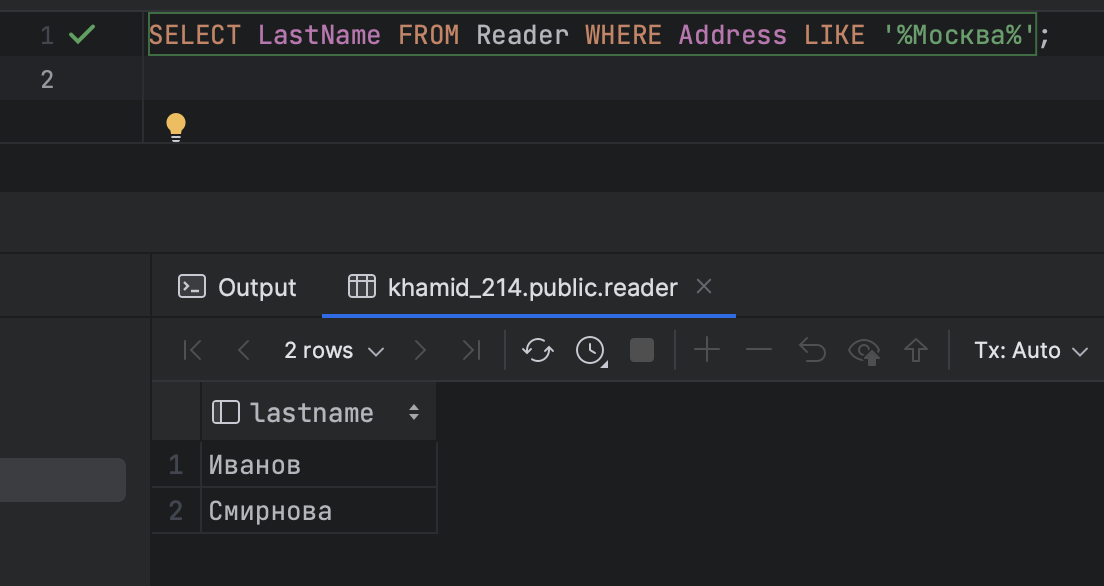 1 SELECT LastName FROM Reader WHERE Address LIKE '%Москва%';
2
Output khamid_214.public.reader
2 rows Tx: Auto
lastname
1 Иванов
2 Смирнова